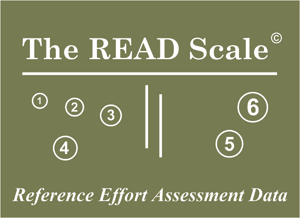 The READ Scale©
1 2 3 6
4 5
Reference Effort Assessment Data